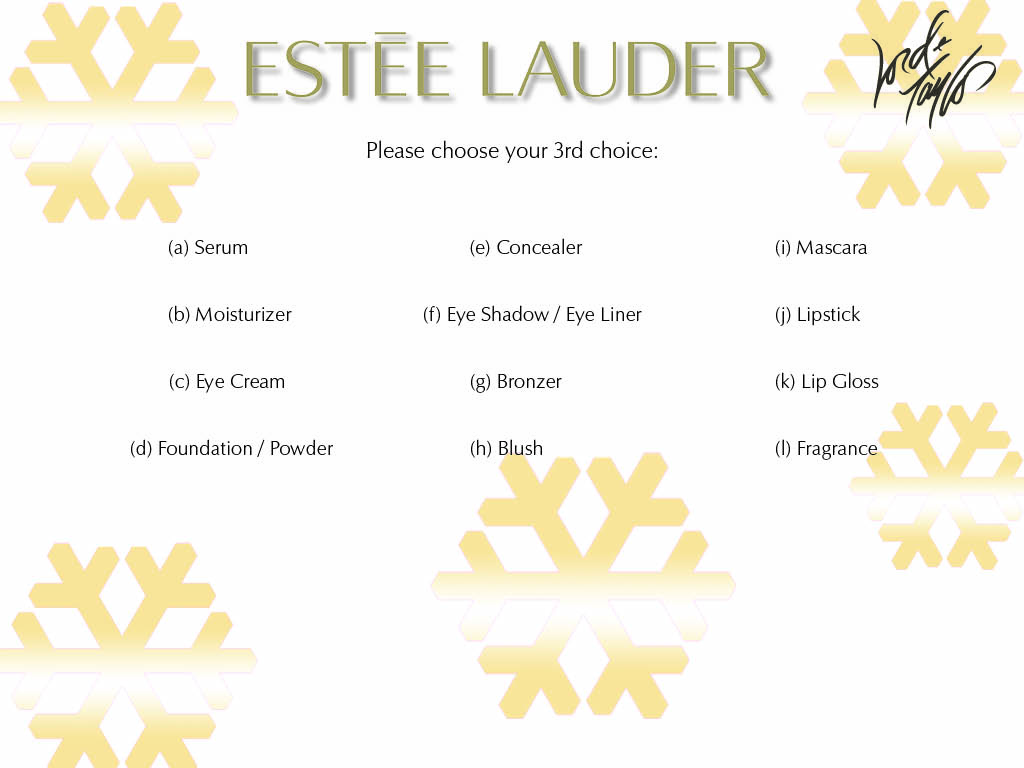 ESTĒE LAUDER
Lord & Taylor
Please choose your 3rd choice:
(a) Serum
(b) Moisturizer
(c) Eye Cream
(d) Foundation / Powder
(e) Concealer
(f) Eye Shadow / Eye Liner
(g) Bronzer
(h) Blush
(i) Mascara
(j) Lipstick
(k) Lip Gloss
(l) Fragrance